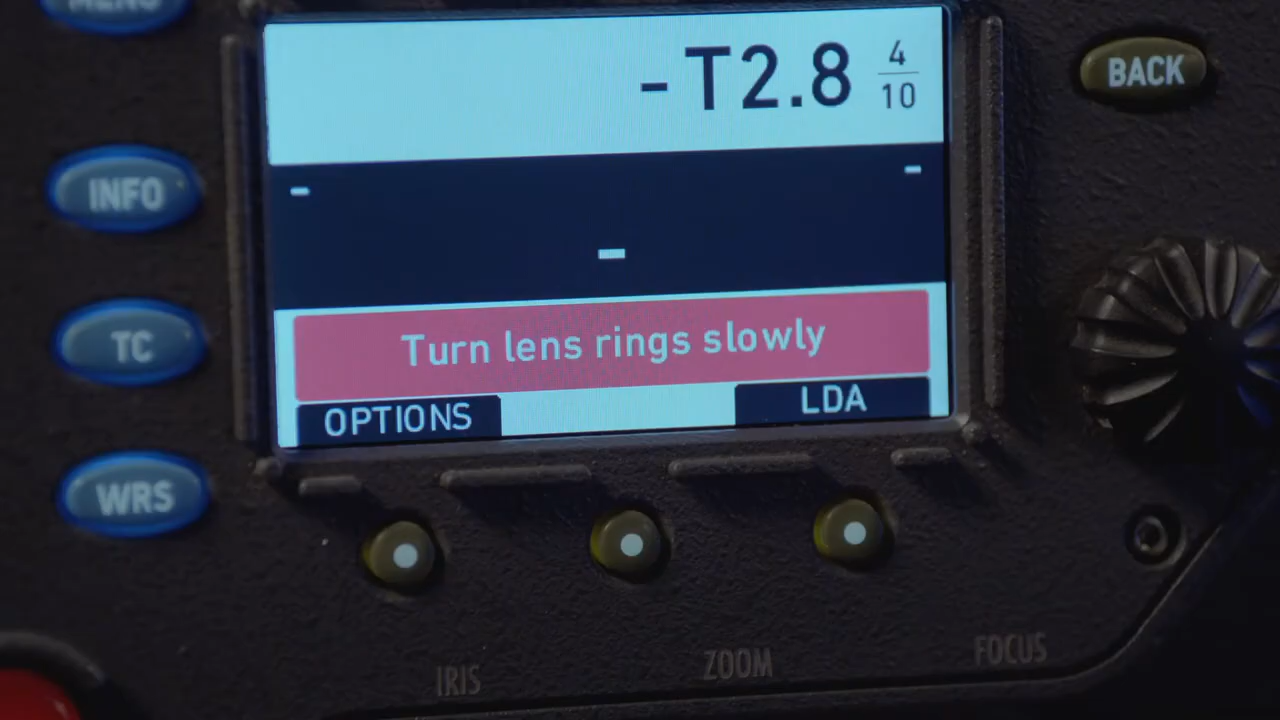 MENU
-T2.8 4/10
BACK
INFO
-
-
-
TC
Turn lens rings slowly
OPTIONS
LDA
WRS
IRIS
ZOOM
FOCUS